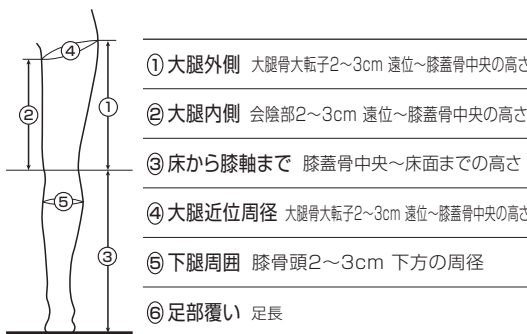 ④
②
①
⑤
③
①大腿外側 大腿骨大転子2〜3cm 遠位〜膝蓋骨中央の高さ
②大腿内側 会陰部2〜3cm 遠位〜膝蓋骨中央の高さ
③床から膝軸まで 膝蓋骨中央〜床面までの高さ
④大腿近位周径 大腿骨大転子2〜3cm 遠位〜膝蓋骨中央の高さ
⑤下腿周囲 膝骨頭2〜3cm 下方の周径
⑥足部覆い 足長